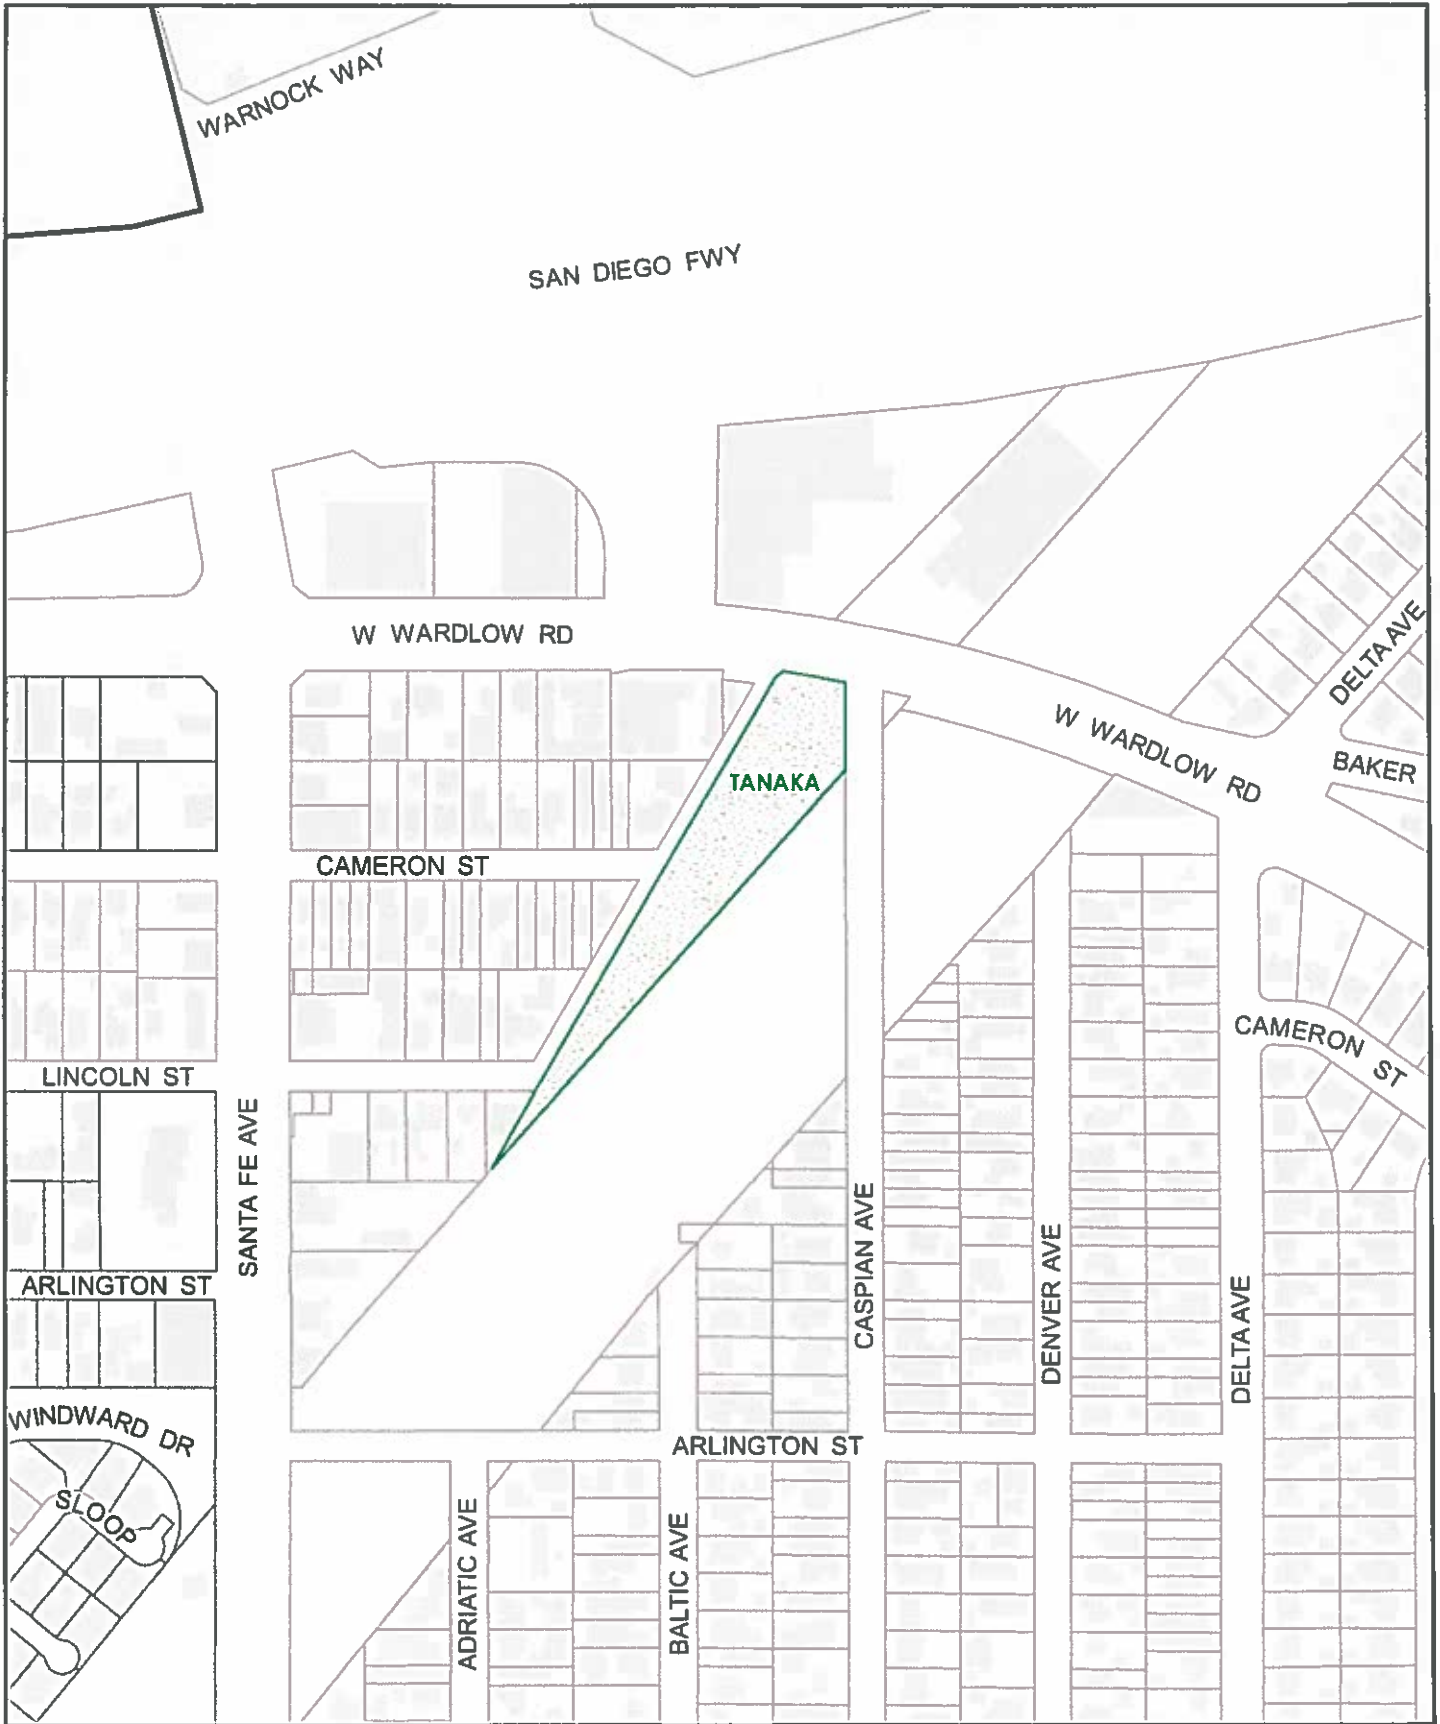 WARNOCK WAY
SAN DIEGO FWY
DELTA AVE
W WARDLOW RD
W WARDLOW RD
BAKER
TANAKA
CAMERON ST
CAMERON ST
LINCOLN ST
SANTA FE AVE
CASPIAN AVE
DENVER AVE
DELTA AVE
ARLINGTON ST
WINDWARD DR
ARLINGTON ST
SLOOP
ADRIATIC AVE
BALTIC AVE